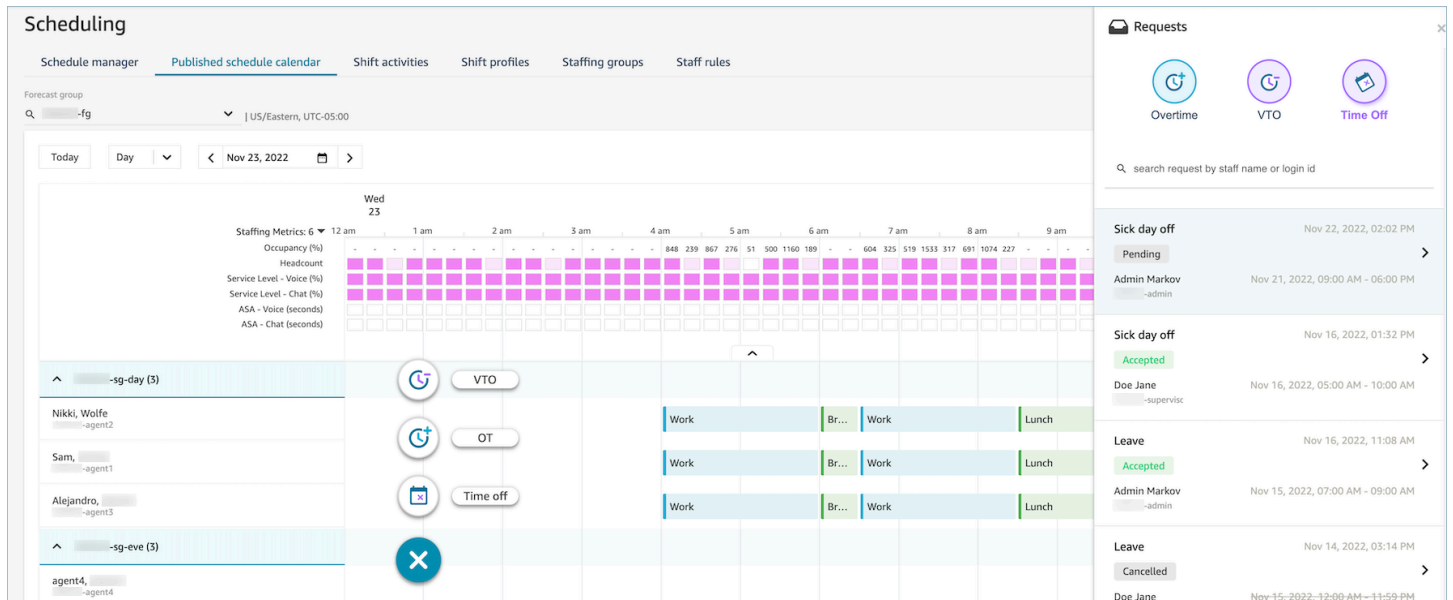 Scheduling
Schedule manager Published schedule calendar Shift activities Shift profiles Staffing groups Staff rules
Forecast group
-fg | US/Eastern, UTC-05:00
Today Day Nov 23, 2022
Wed
23
Staffing Metrics: 6 12 am 1 am 2 am 3 am 4 am 5 am 6 am 7 am 8 am 9 am
Occupancy (%) - - - - - - - - - - - - - - - - 848 239 867 276 51 500 1160 189 - - 604 325 519 1533 317 691 1074 227 - - - -
Headcount
Service Level - Voice (%)
Service Level - Chat (%)
ASA - Voice (seconds)
ASA - Chat (seconds)
-sg-day (3)
VTO
Nikki, Wolfe
-agent2
Work Br... Work Lunch
OT
Sam,
-agent1
Work Br... Work Lunch
Time off
Alejandro,
-agent3
Work Br... Work Lunch
-sg-eve (3)
agent4,
-agent4
Requests
Overtime VTO Time Off
search request by staff name or login id
Sick day off Nov 22, 2022, 02:02 PM
Pending
Admin Markov Nov 21, 2022, 09:00 AM - 06:00 PM
-admin
Sick day off Nov 16, 2022, 01:32 PM
Accepted
Doe Jane Nov 16, 2022, 05:00 AM - 10:00 AM
-supervisc
Leave Nov 16, 2022, 11:08 AM
Accepted
Admin Markov Nov 15, 2022, 07:00 AM - 09:00 AM
-admin
Leave Nov 14, 2022, 03:14 PM
Cancelled
Doe Jane Nov 15, 2022, 12:00 AM - 11:59 PM